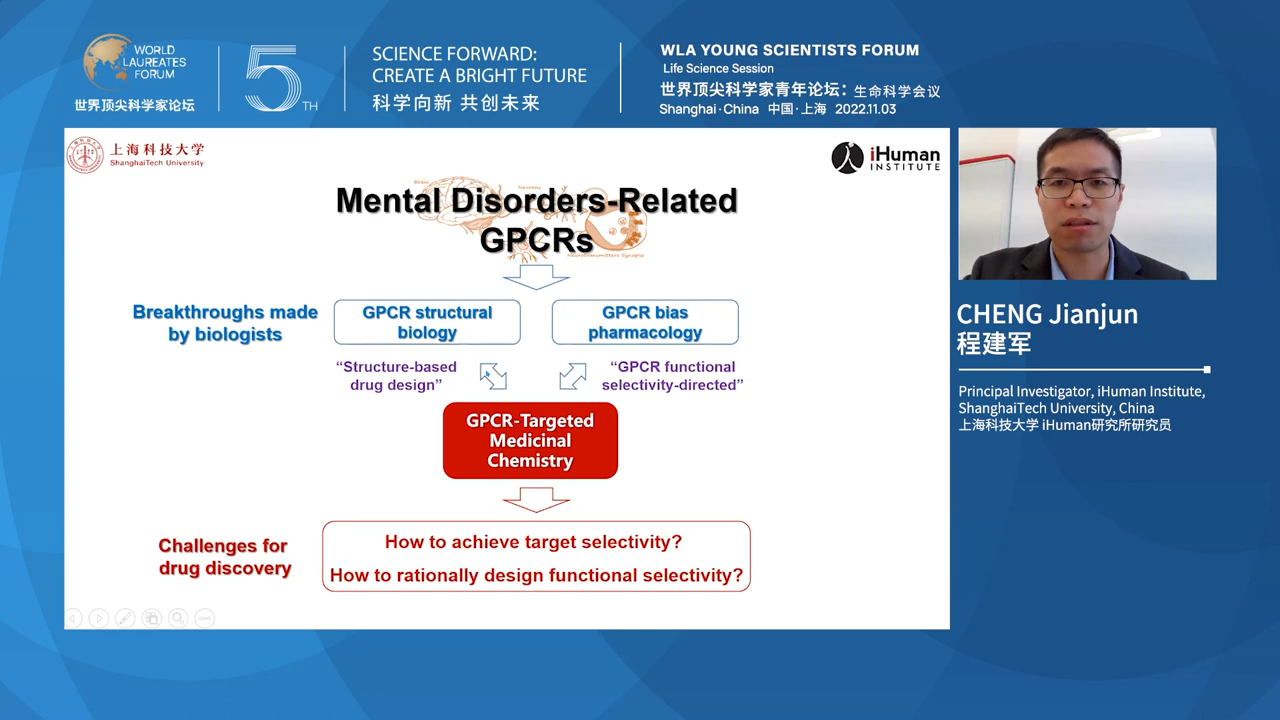 WORLD
LAUREATES
FORUM
世界顶尖科学家论坛
5TH
SCIENCE FORWARD:
CREATE A BRIGHT FUTURE
科学向新 共创未来
WLA YOUNG SCIENTISTS FORUM
Life Science Session
世界顶尖科学家青年论坛：生命科学会议
Shanghai·China 中国·上海 2022.11.03
上海科技大学
ShanghaiTech University
iHuman
INSTITUTE
Brain
Neurons
Mental Disorders-Related
GPCRs
Neurotransmitters Synapse
Breakthroughs made
by biologists
GPCR structural
biology
GPCR bias
pharmacology
“Structure-based
drug design”
“GPCR functional
selectivity-directed”
GPCR-Targeted
Medicinal
Chemistry
Challenges for
drug discovery
How to achieve target selectivity?
How to rationally design functional selectivity?
CHENG Jianjun
程建军
Principal Investigator, iHuman Institute,
ShanghaiTech University, China
上海科技大学 iHuman研究所研究员